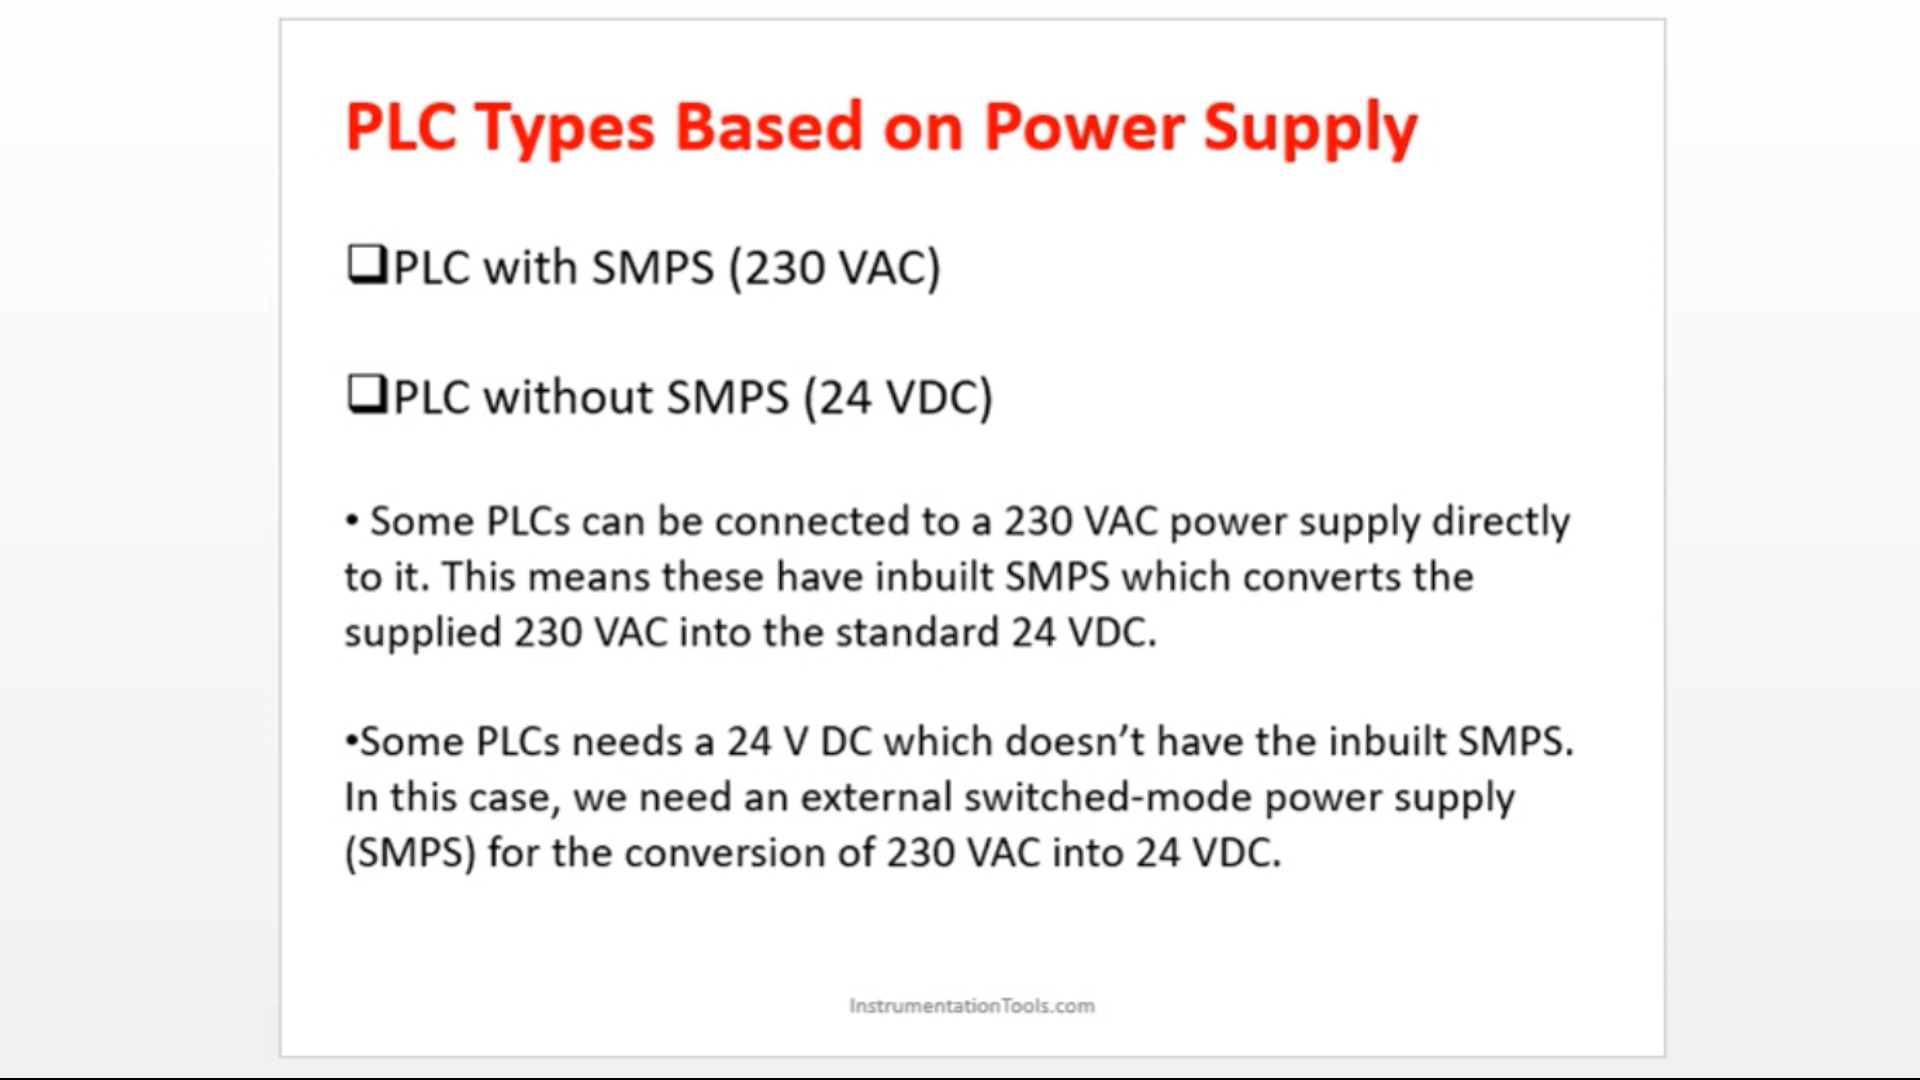 PLC Types Based on Power Supply
❑PLC with SMPS (230 VAC)
❑PLC without SMPS (24 VDC)
• Some PLCs can be connected to a 230 VAC power supply directly
to it. This means these have inbuilt SMPS which converts the
supplied 230 VAC into the standard 24 VDC.
•Some PLCs needs a 24 V DC which doesn’t have the inbuilt SMPS.
In this case, we need an external switched-mode power supply
(SMPS) for the conversion of 230 VAC into 24 VDC.
InstrumentationTools.com